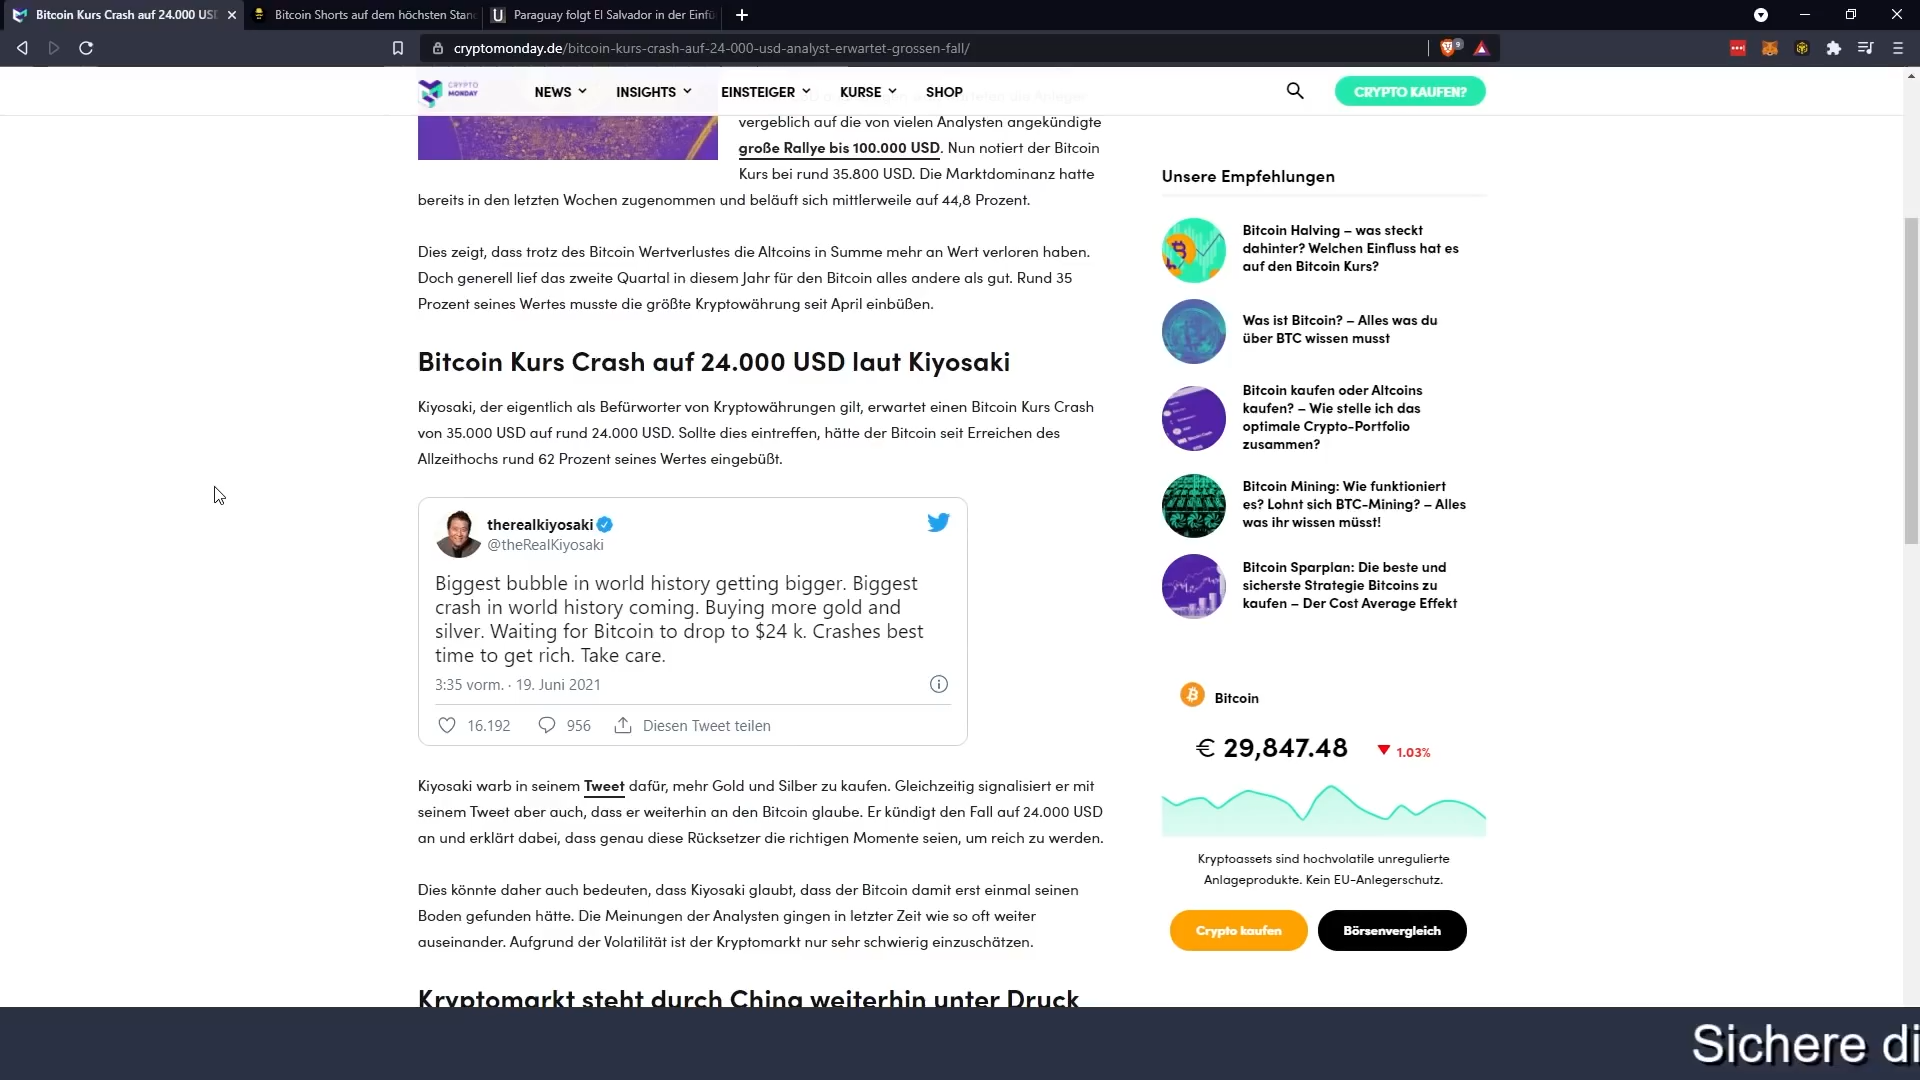 Bitcoin Kurs Crash auf 24.000 USD
Bitcoin Shorts auf dem höchsten Stand
Paraguay folgt El Salvador in der Einfü
cryptomonday.de/bitcoin-kurs-crash-auf-24-000-usd-analyst-erwartet-grossen-fall/
CRYPTO
MONDAY
NEWS
INSIGHTS
EINSTEIGER
KURSE
SHOP
CRYPTO KAUFEN?
vergeblich auf die von vielen Analysten angekündigte
große Rallye bis 100.000 USD. Nun notiert der Bitcoin
Kurs bei rund 35.800 USD. Die Marktdominanz hatte
bereits in den letzten Wochen zugenommen und beläuft sich mittlerweile auf 44,8 Prozent.
Dies zeigt, dass trotz des Bitcoin Wertverlustes die Altcoins in Summe mehr an Wert verloren haben.
Doch generell lief das zweite Quartal in diesem Jahr für den Bitcoin alles andere als gut. Rund 35
Prozent seines Wertes musste die größte Kryptowährung seit April einbüßen.
Bitcoin Kurs Crash auf 24.000 USD laut Kiyosaki
Kiyosaki, der eigentlich als Befürworter von Kryptowährungen gilt, erwartet einen Bitcoin Kurs Crash
von 35.000 USD auf rund 24.000 USD. Sollte dies eintreffen, hätte der Bitcoin seit Erreichen des
Allzeithochs rund 62 Prozent seines Wertes eingebüßt.
therealkiyosaki
@theRealKiyosaki
Biggest bubble in world history getting bigger. Biggest
crash in world history coming. Buying more gold and
silver. Waiting for Bitcoin to drop to $24 k. Crashes best
time to get rich. Take care.
3:35 vorm. · 19. Juni 2021
16.192
956
Diesen Tweet teilen
Kiyosaki warb in seinem Tweet dafür, mehr Gold und Silber zu kaufen. Gleichzeitig signalisiert er mit
seinem Tweet aber auch, dass er weiterhin an den Bitcoin glaube. Er kündigt den Fall auf 24.000 USD
an und erklärt dabei, dass genau diese Rücksetzer die richtigen Momente seien, um reich zu werden.
Dies könnte daher auch bedeuten, dass Kiyosaki glaubt, dass der Bitcoin damit erst einmal seinen
Boden gefunden hätte. Die Meinungen der Analysten gingen in letzter Zeit wie so oft weiter
auseinander. Aufgrund der Volatilität ist der Kryptomarkt nur sehr schwierig einzuschätzen.
Kryptomarkt steht durch China weiterhin unter Druck
Unsere Empfehlungen
Bitcoin Halving – was steckt
dahinter? Welchen Einfluss hat es
auf den Bitcoin Kurs?
Was ist Bitcoin? – Alles was du
über BTC wissen musst
Bitcoin kaufen oder Altcoins
kaufen? – Wie stelle ich das
optimale Crypto-Portfolio
zusammen?
Bitcoin Mining: Wie funktioniert
es? Lohnt sich BTC-Mining? – Alles
was ihr wissen müsst!
Bitcoin Sparplan: Die beste und
sicherste Strategie Bitcoins zu
kaufen – Der Cost Average Effekt
Bitcoin
€ 29,847.48
1.03%
Kryptoassets sind hochvolatile unregulierte
Anlageprodukte. Kein EU-Anlegerschutz.
Crypto kaufen
Börsenvergleich
Sichere di